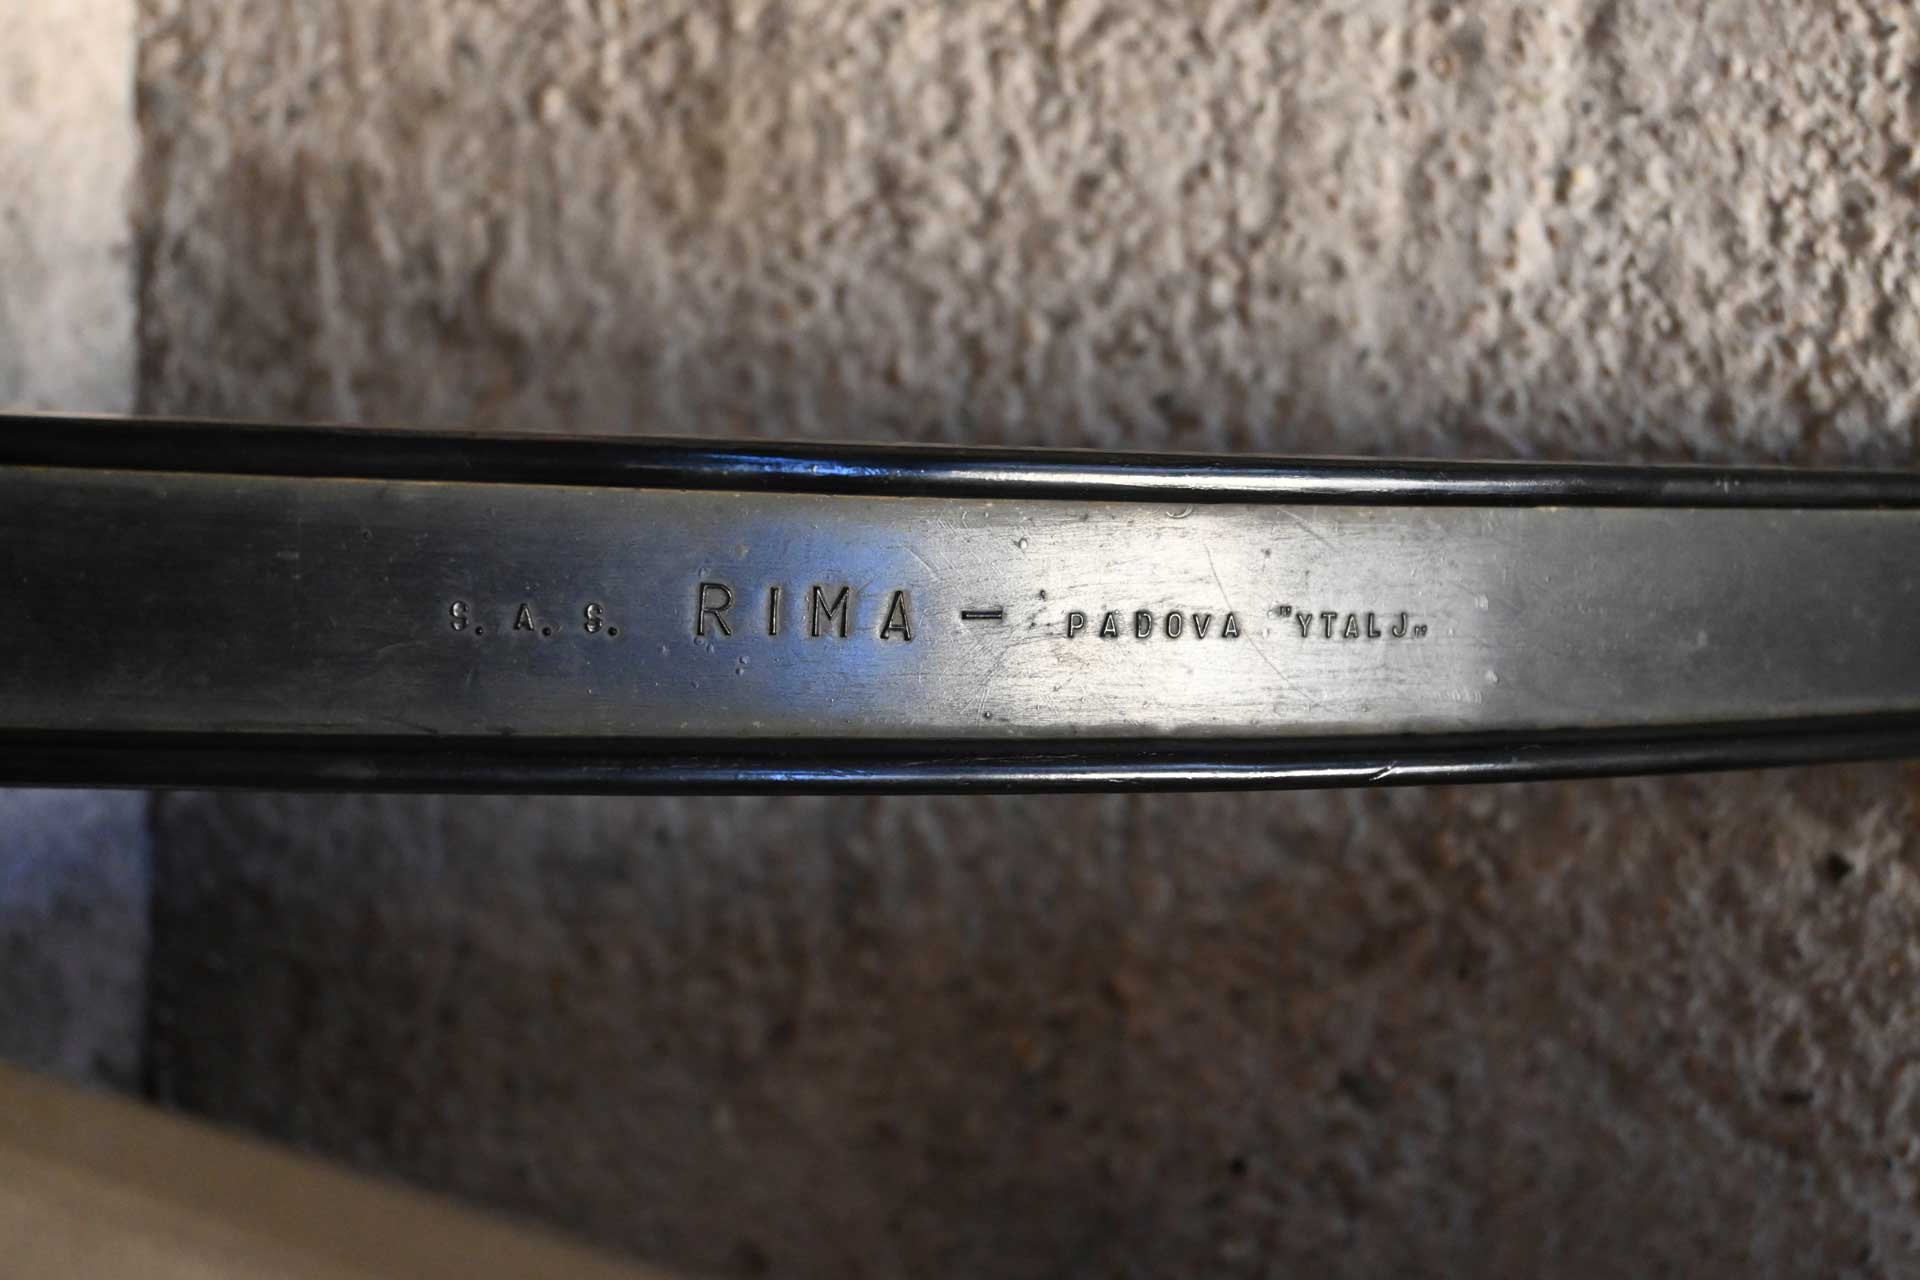 S. A. S. RIMA - PADOVA "YTALJ"